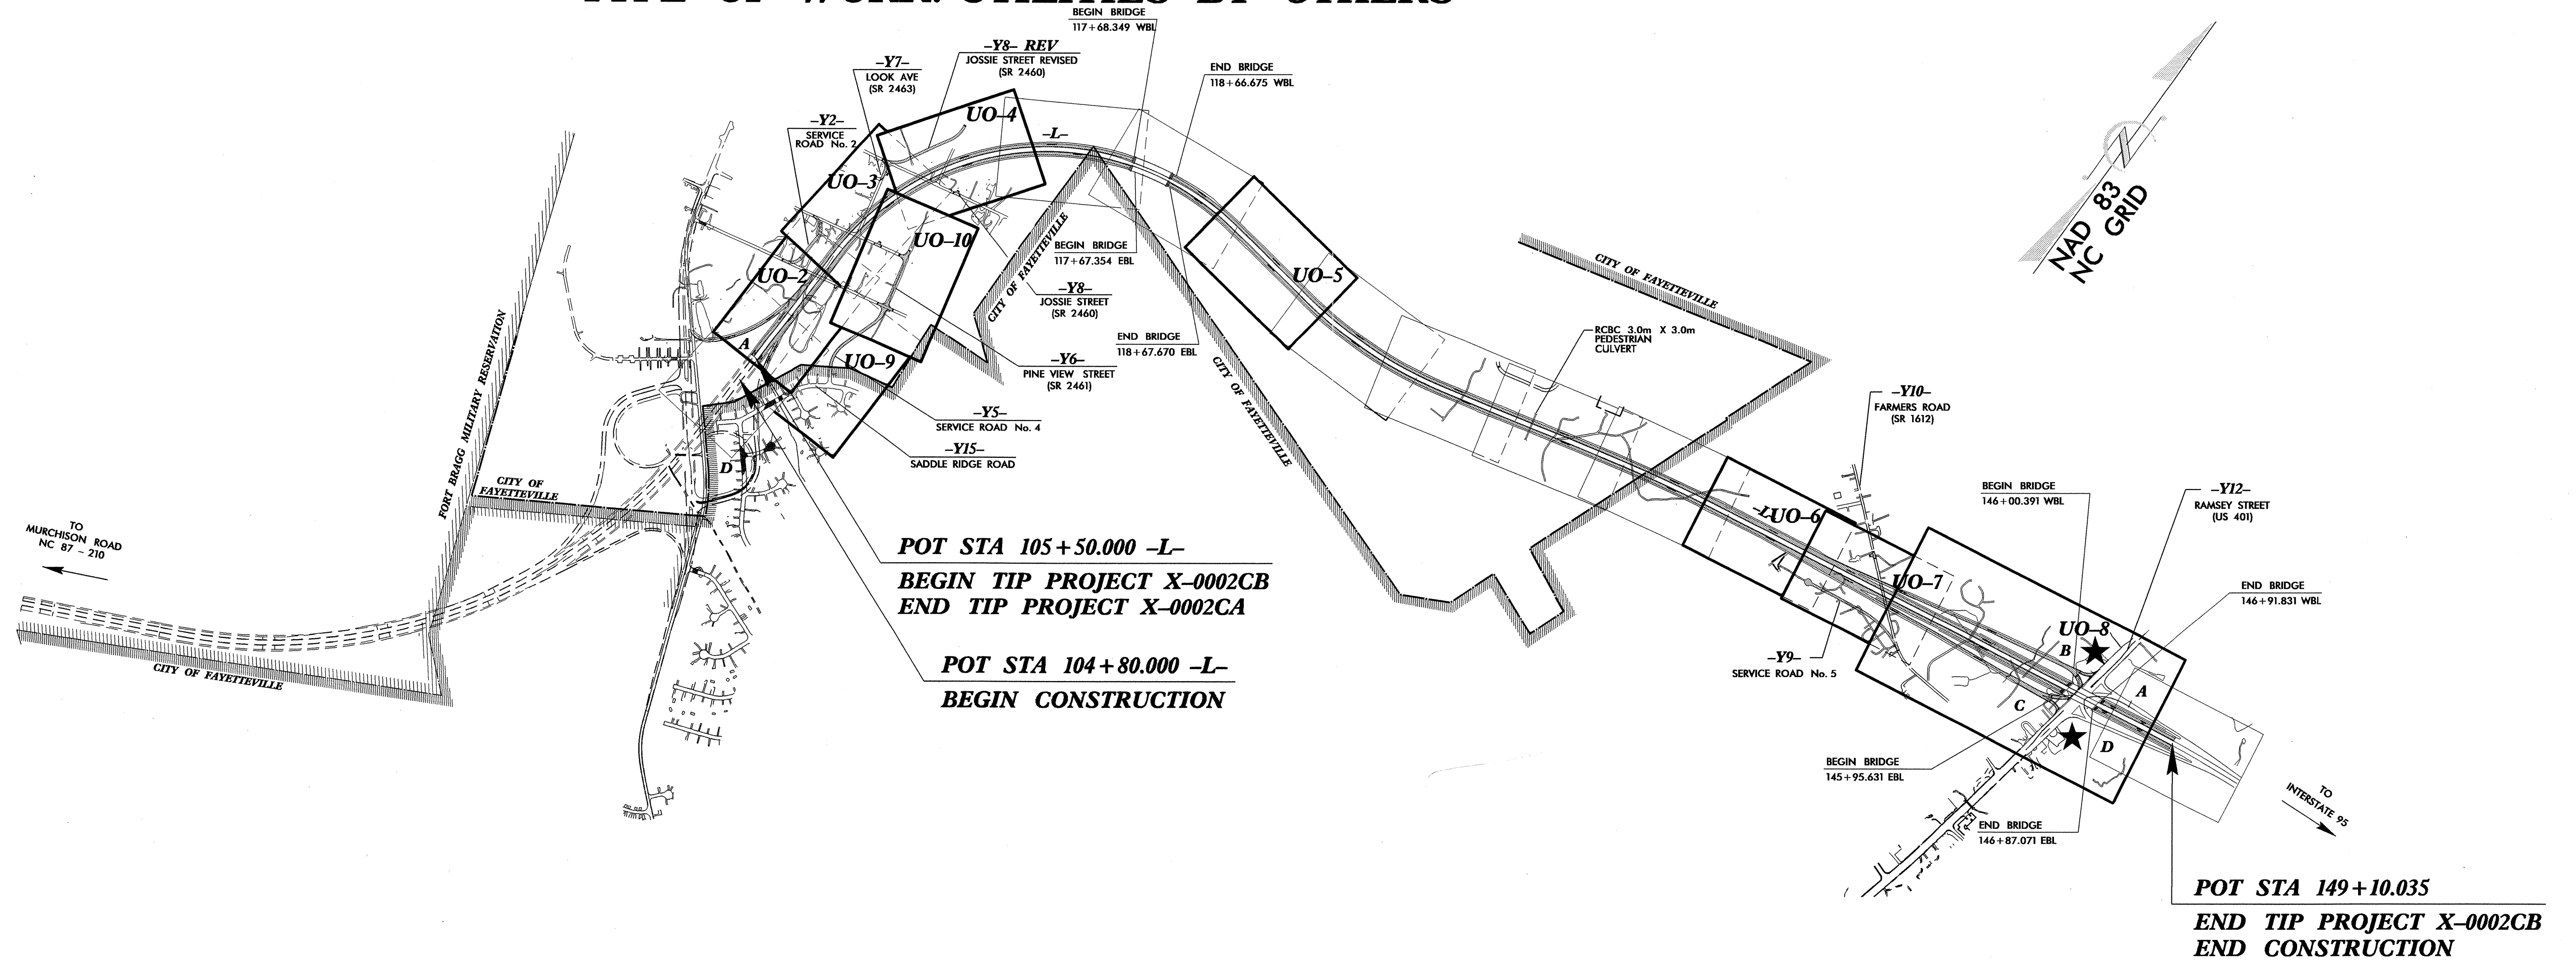 TYPE OF WORK: UTILITIES BY OTHERS
BEGIN BRIDGE
117+68.349 WBL
–Y8– REV
JOSSIE STREET REVISED
(SR 2460)
–Y7–
LOOK AVE
(SR 2463)
END BRIDGE
118+66.675 WBL
–Y2–
SERVICE
ROAD No. 2
UO–4
–L–
UO–3
UO–10
UO–2
BEGIN BRIDGE
117+67.354 EBL
CITY OF FAYETTEVILLE
–Y8–
JOSSIE STREET
(SR 2460)
UO–5
NAD 83
NC GRID
CITY OF FAYETTEVILLE
A
UO–9
END BRIDGE
118+67.670 EBL
–Y6–
PINE VIEW STREET
(SR 2461)
RCBC 3.0m X 3.0m
PEDESTRIAN
CULVERT
CITY OF FAYETTEVILLE
–Y5–
SERVICE ROAD No. 4
–Y15–
SADDLE RIDGE ROAD
–Y10–
FARMERS ROAD
(SR 1612)
FORT BRAGG MILITARY RESERVATION
D
CITY OF
FAYETTEVILLE
TO
MURCHISON ROAD
NC 87 – 210
BEGIN BRIDGE
146+00.391 WBL
–Y12–
RAMSEY STREET
(US 401)
–L–
UO–6
POT STA 105+50.000 –L–
BEGIN TIP PROJECT X–0002CB
END TIP PROJECT X–0002CA
UO–7
END BRIDGE
146+91.831 WBL
UO–8
B
–Y9–
SERVICE ROAD No. 5
CITY OF FAYETTEVILLE
POT STA 104+80.000 –L–
BEGIN CONSTRUCTION
A
C
D
BEGIN BRIDGE
145+95.631 EBL
END BRIDGE
146+87.071 EBL
TO
INTERSTATE 95
POT STA 149+10.035
END TIP PROJECT X–0002CB
END CONSTRUCTION